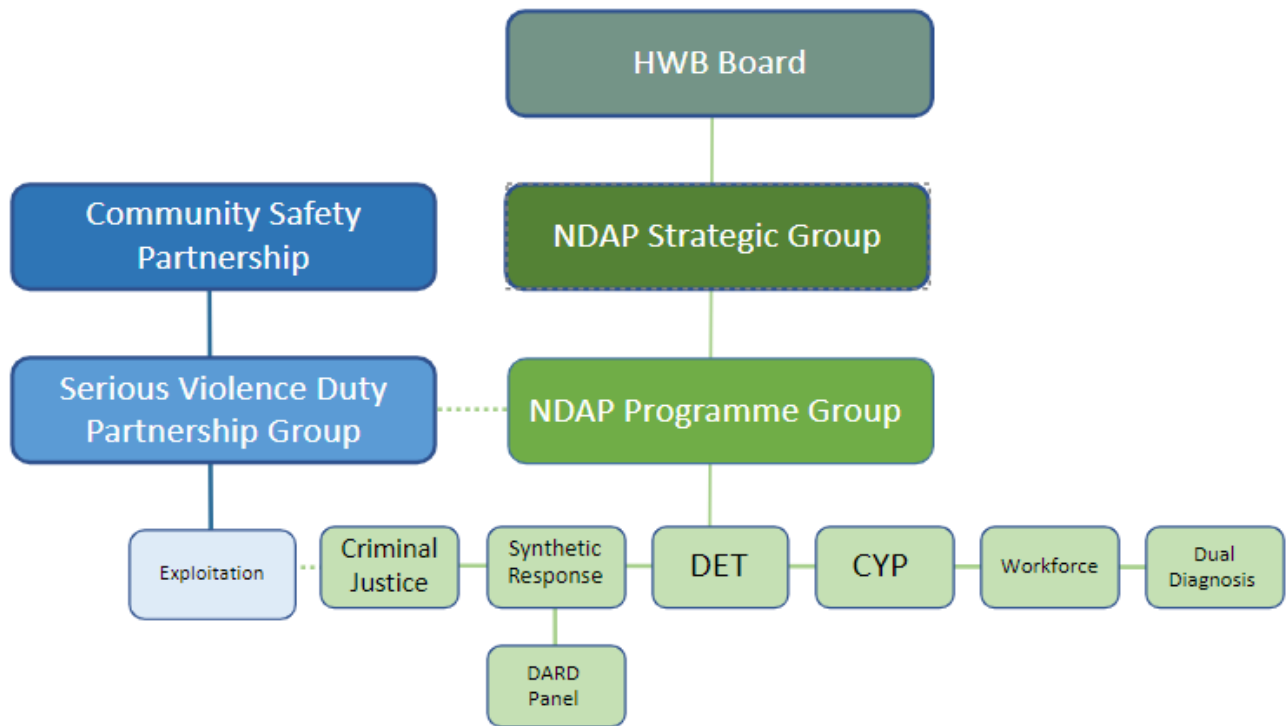 HWB Board
Community Safety
Partnership
NDAP Strategic Group
Serious Violence Duty
Partnership Group
NDAP Programme Group
Exploitation
Criminal
Justice
Synthetic
Response
DET
CYP
Workforce
Dual
Diagnosis
DARD
Panel